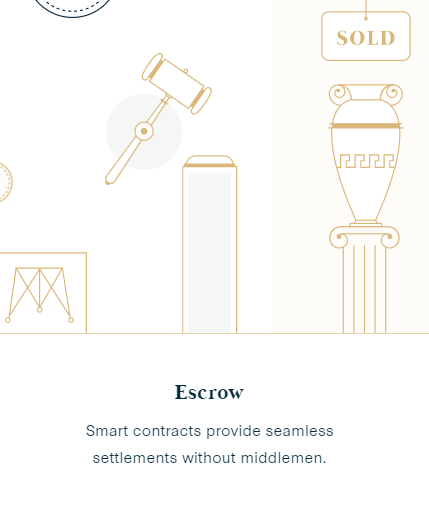 SOLD
Escrow
Smart contracts provide seamless
settlements without middlemen.